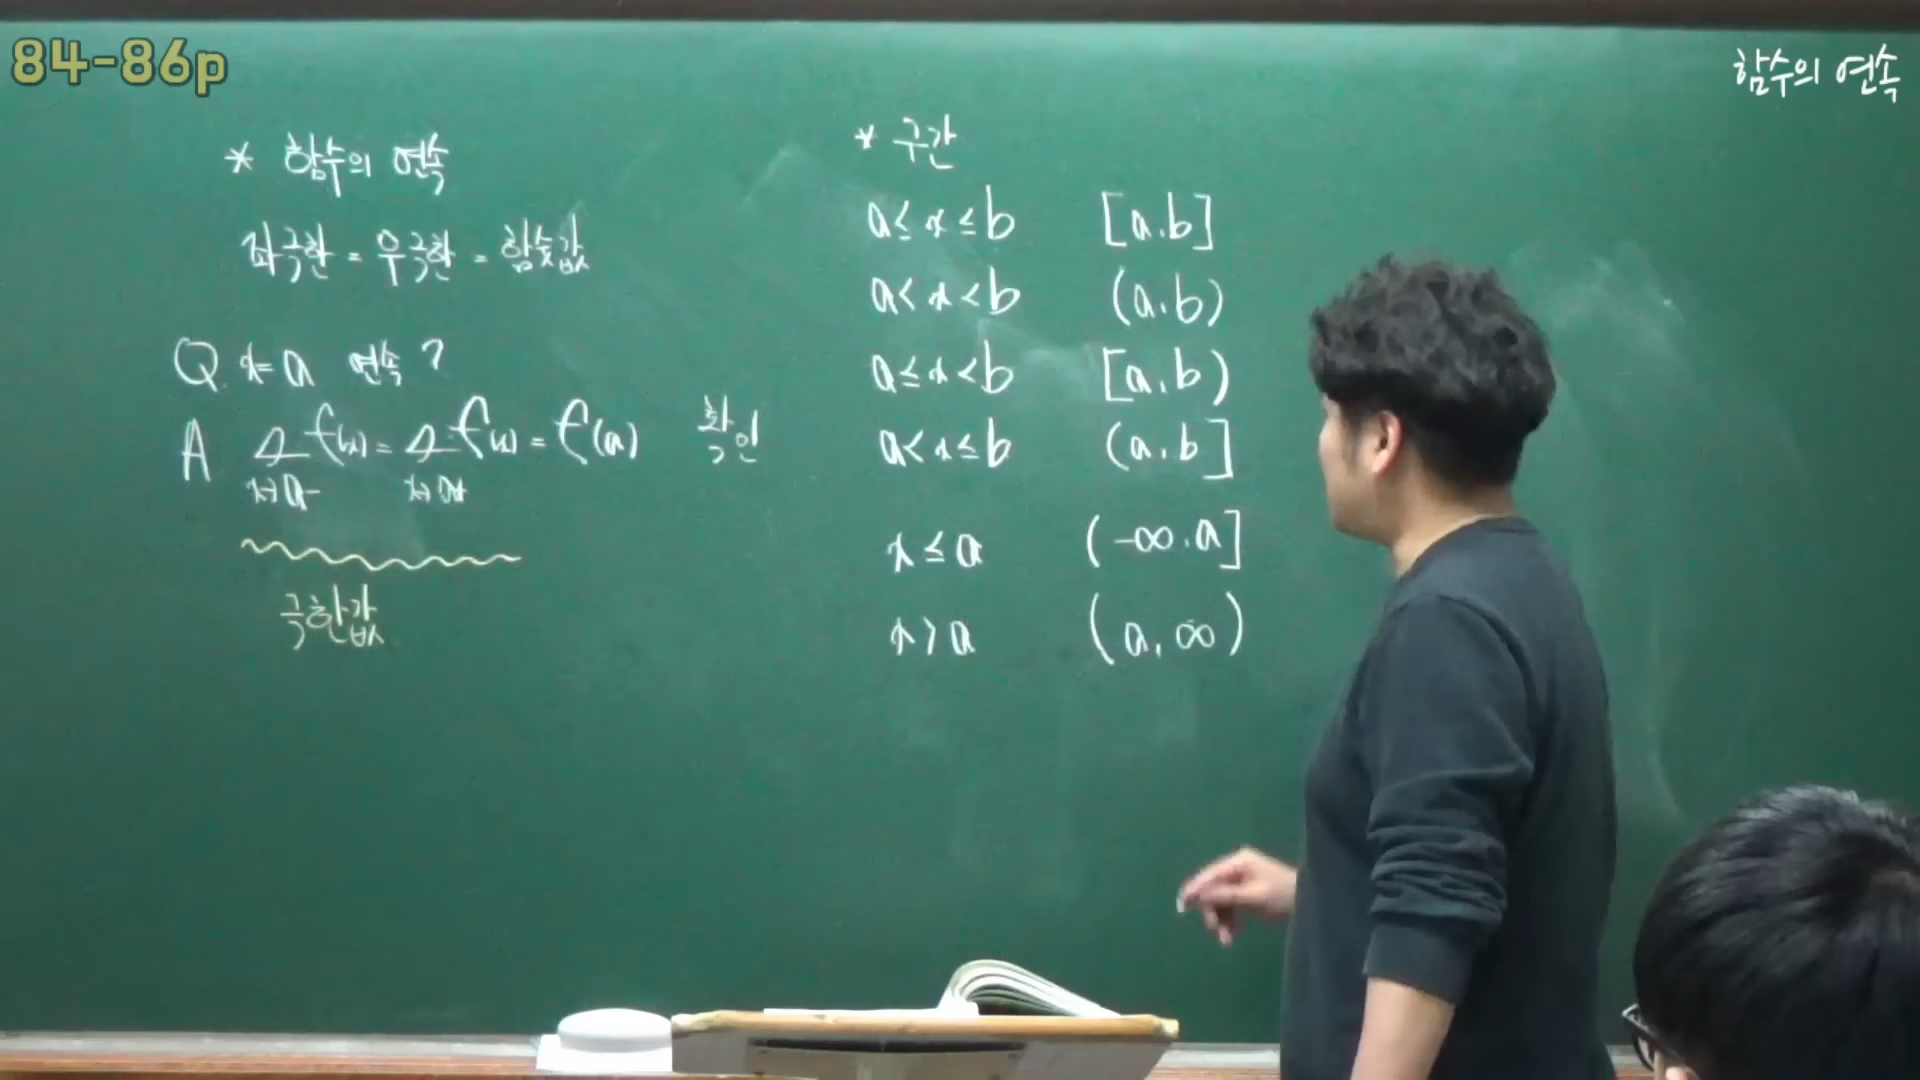 84-86p
함수의 연속
* 함수의 연속
좌극한 = 우극한 = 함숫값
Q. x=a 연속?
A lim f(x) = lim f(x) = f(a) 확인
x→a- x→a+
극한값
* 구간
a≤x≤b [a.b]
a<x<b (a.b)
a≤x<b [a.b)
a<x≤b (a.b]
x≤a (-∞.a]
x>a (a,∞)